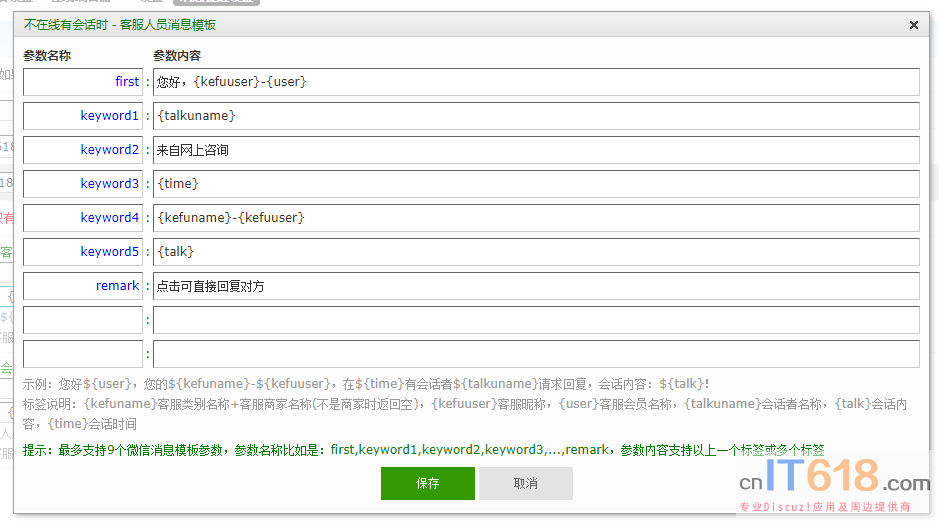 不在线有会话时 - 客服人员消息模板
×
参数名称 参数内容
first : 您好，{kefuuser}-{user}
keyword1 : {talkuname}
keyword2 : 来自网上咨询
keyword3 : {time}
keyword4 : {kefuname}-{kefuuser}
keyword5 : {talk}
remark : 点击可直接回复对方
:
:
示例：您好${user}，您的${kefuname}-${kefuuser}，在${time}有会话者${talkuname}请求回复，会话内容：${talk}！
标签说明：{kefuname}客服类别名称+客服商家名称(不是商家时返回空)，{kefuuser}客服昵称，{user}客服会员名称，{talkuname}会话者名称，{talk}会话内
容，{time}会话时间
提示：最多支持9个微信消息模板参数，参数名称比如是：first,keyword1,keyword2,keyword3,...,remark，参数内容支持以上一个标签或多个标签
保存 取消
cnIT618.com
专业Discuz!应用及周边提供商